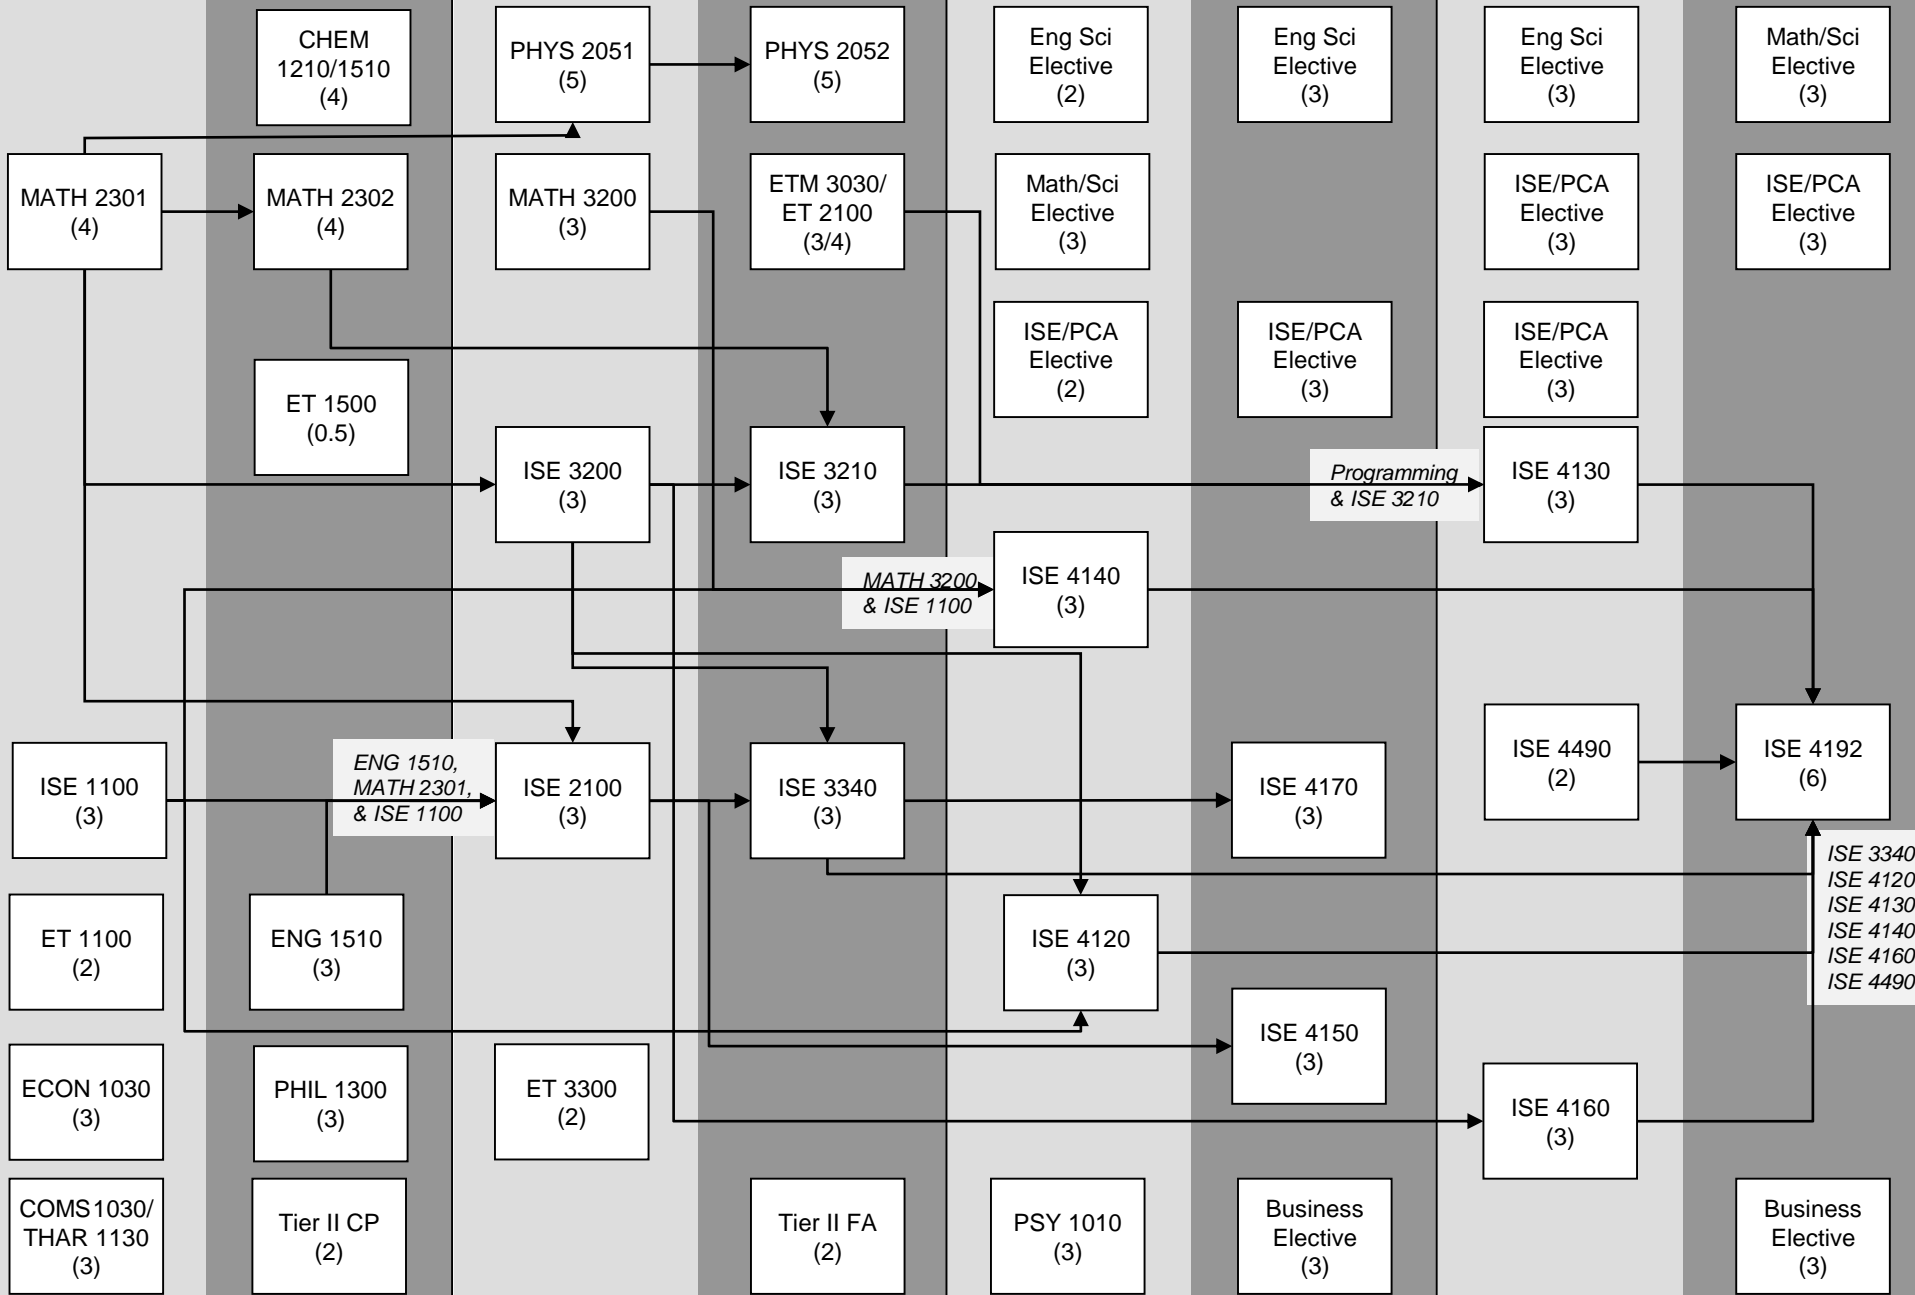 CHEM
1210/1510
(4)
PHYS 2051
(5)
PHYS 2052
(5)
Eng Sci
Elective
(2)
Eng Sci
Elective
(3)
Eng Sci
Elective
(3)
Math/Sci
Elective
(3)
MATH 2301
(4)
MATH 2302
(4)
MATH 3200
(3)
ETM 3030/
ET 2100
(3/4)
Math/Sci
Elective
(3)
ISE/PCA
Elective
(3)
ISE/PCA
Elective
(3)
ISE/PCA
Elective
(2)
ISE/PCA
Elective
(3)
ISE/PCA
Elective
(3)
ET 1500
(0.5)
ISE 3200
(3)
ISE 3210
(3)
Programming
& ISE 3210
ISE 4130
(3)
MATH 3200
& ISE 1100
ISE 4140
(3)
ISE 1100
(3)
ENG 1510,
MATH 2301,
& ISE 1100
ISE 2100
(3)
ISE 3340
(3)
ISE 4170
(3)
ISE 4490
(2)
ISE 4192
(6)
ISE 3340
ISE 4120
ISE 4130
ISE 4140
ISE 4160
ISE 4490
ET 1100
(2)
ENG 1510
(3)
ISE 4120
(3)
ISE 4150
(3)
ECON 1030
(3)
PHIL 1300
(3)
ET 3300
(2)
ISE 4160
(3)
COMS1030/
THAR 1130
(3)
Tier II CP
(2)
Tier II FA
(2)
PSY 1010
(3)
Business
Elective
(3)
Business
Elective
(3)